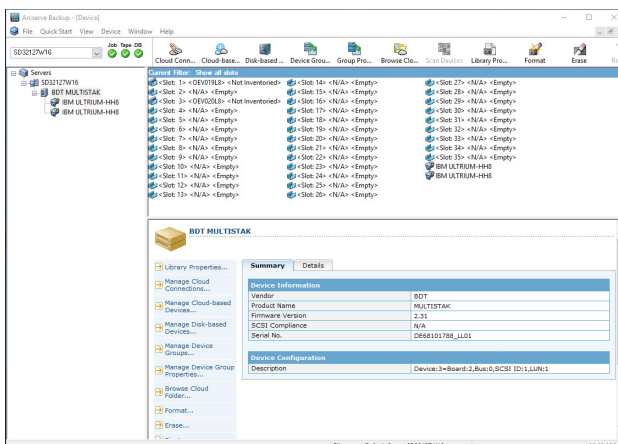 Arcserve Backup - [Device]
File Quick Start View Device Window Help
SD32127W16
Job Tape DB
Cloud Conn... Cloud-base... Disk-based ... Device Grou... Group Pro... Browse Clo... Scan Devices Library Pro... Format Erase
Servers
SD32127W16
BDT MULTISTAK
IBM ULTRIUM-HH8
IBM ULTRIUM-HH8
Current Filter: Show all slots
<Slot: 1> <OEV019L8> <Not Inventoried> <Slot: 14> <N/A> <Empty> <Slot: 27> <N/A> <Empty>
<Slot: 2> <N/A> <Empty> <Slot: 15> <N/A> <Empty> <Slot: 28> <N/A> <Empty>
<Slot: 3> <OEV020L8> <Not Inventoried> <Slot: 16> <N/A> <Empty> <Slot: 29> <N/A> <Empty>
<Slot: 4> <N/A> <Empty> <Slot: 17> <N/A> <Empty> <Slot: 30> <N/A> <Empty>
<Slot: 5> <N/A> <Empty> <Slot: 18> <N/A> <Empty> <Slot: 31> <N/A> <Empty>
<Slot: 6> <N/A> <Empty> <Slot: 19> <N/A> <Empty> <Slot: 32> <N/A> <Empty>
<Slot: 7> <N/A> <Empty> <Slot: 20> <N/A> <Empty> <Slot: 33> <N/A> <Empty>
<Slot: 8> <N/A> <Empty> <Slot: 21> <N/A> <Empty> <Slot: 34> <N/A> <Empty>
<Slot: 9> <N/A> <Empty> <Slot: 22> <N/A> <Empty> <Slot: 35> <N/A> <Empty>
<Slot: 10> <N/A> <Empty> <Slot: 23> <N/A> <Empty> IBM ULTRIUM-HH8
<Slot: 11> <N/A> <Empty> <Slot: 24> <N/A> <Empty> IBM ULTRIUM-HH8
<Slot: 12> <N/A> <Empty> <Slot: 25> <N/A> <Empty>
<Slot: 13> <N/A> <Empty> <Slot: 26> <N/A> <Empty>
BDT MULTISTAK
Library Properties...
Manage Cloud
Connections...
Manage Cloud-based
Devices...
Manage Disk-based
Devices...
Manage Device
Groups...
Manage Device Group
Properties...
Browse Cloud
Folder...
Format...
Erase...
Summary Details
Device Information
Vendor BDT
Product Name MULTISTAK
Firmware Version 2.31
SCSI Compliance N/A
Serial No. DE68101788_LL01
Device Configuration
Description Device:3=Board:2,Bus:0,SCSI ID:1,LUN:1